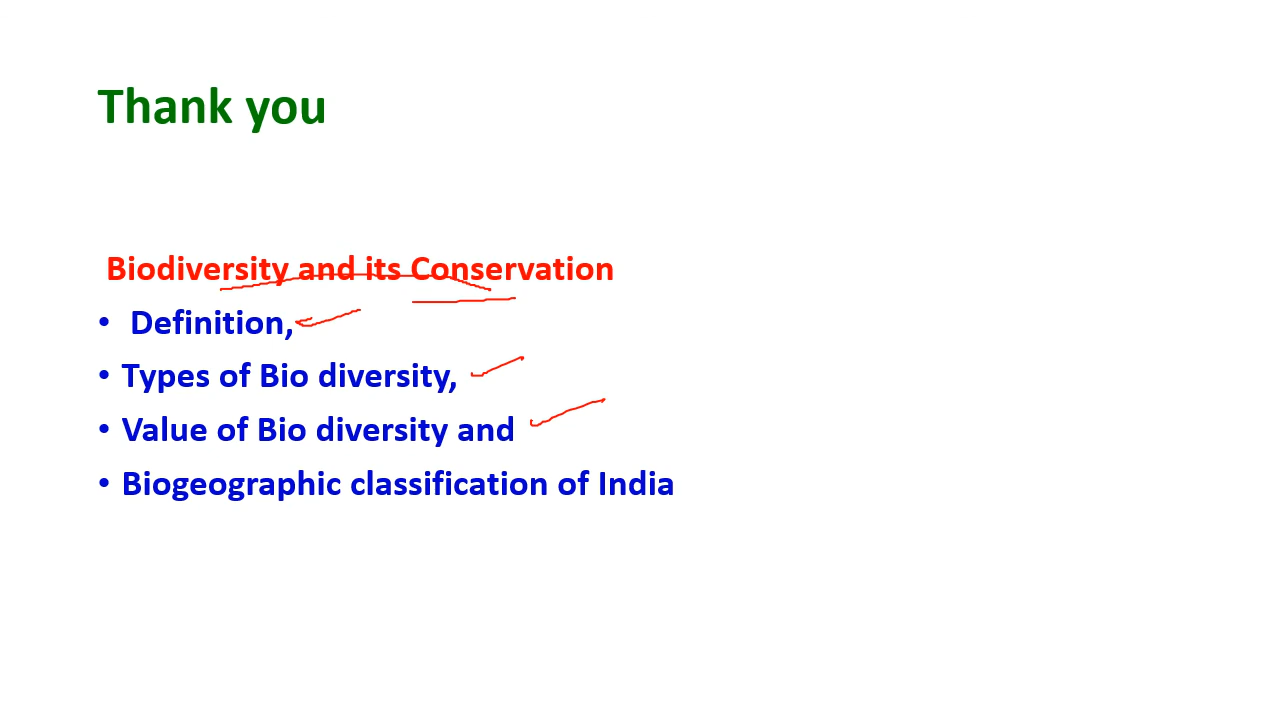 Thank you
Biodiversity and its Conservation
• Definition,
• Types of Bio diversity,
• Value of Bio diversity and
• Biogeographic classification of India